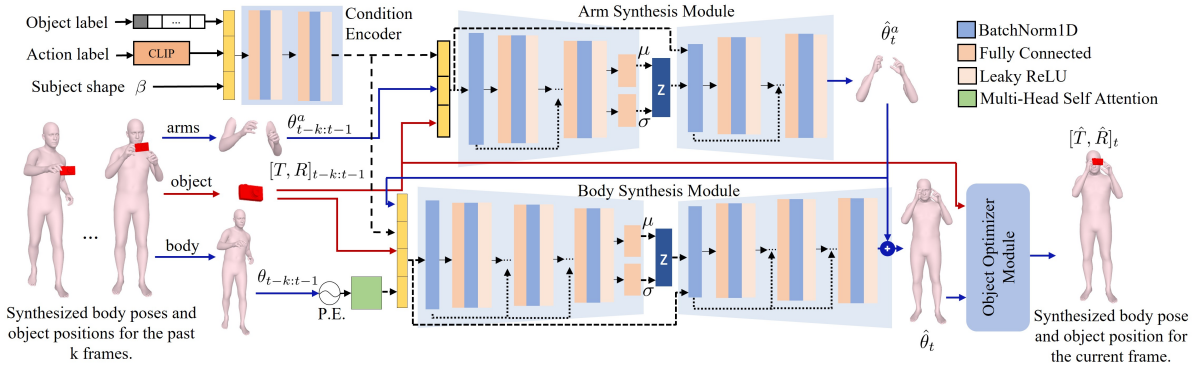 Object label
...
Action label
CLIP
Subject shape β
Condition
Encoder
Arm Synthesis Module
μ
σ
Z
θ̂ᵃₜ
BatchNorm1D
Fully Connected
Leaky ReLU
Multi-Head Self Attention
arms
θᵃ_{t−k:t−1}
object
[T, R]_{t−k:t−1}
body
θ_{t−k:t−1}
P.E.
...
Synthesized body poses and
object positions for the past
k frames.
Body Synthesis Module
μ
σ
Z
θ̂ₜ
Object Optimizer
Module
[T̂, R̂]ₜ
Synthesized body pose
and object position for
the current frame.